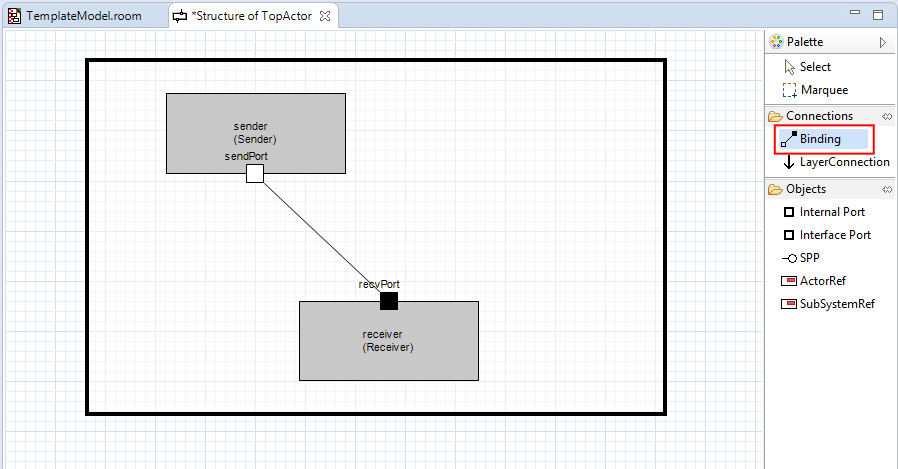 TemplateModel.room
*Structure of TopActor
Palette
Select
Marquee
Connections
Binding
LayerConnection
Objects
Internal Port
Interface Port
SPP
ActorRef
SubSystemRef
sender
(Sender)
sendPort
recvPort
receiver
(Receiver)